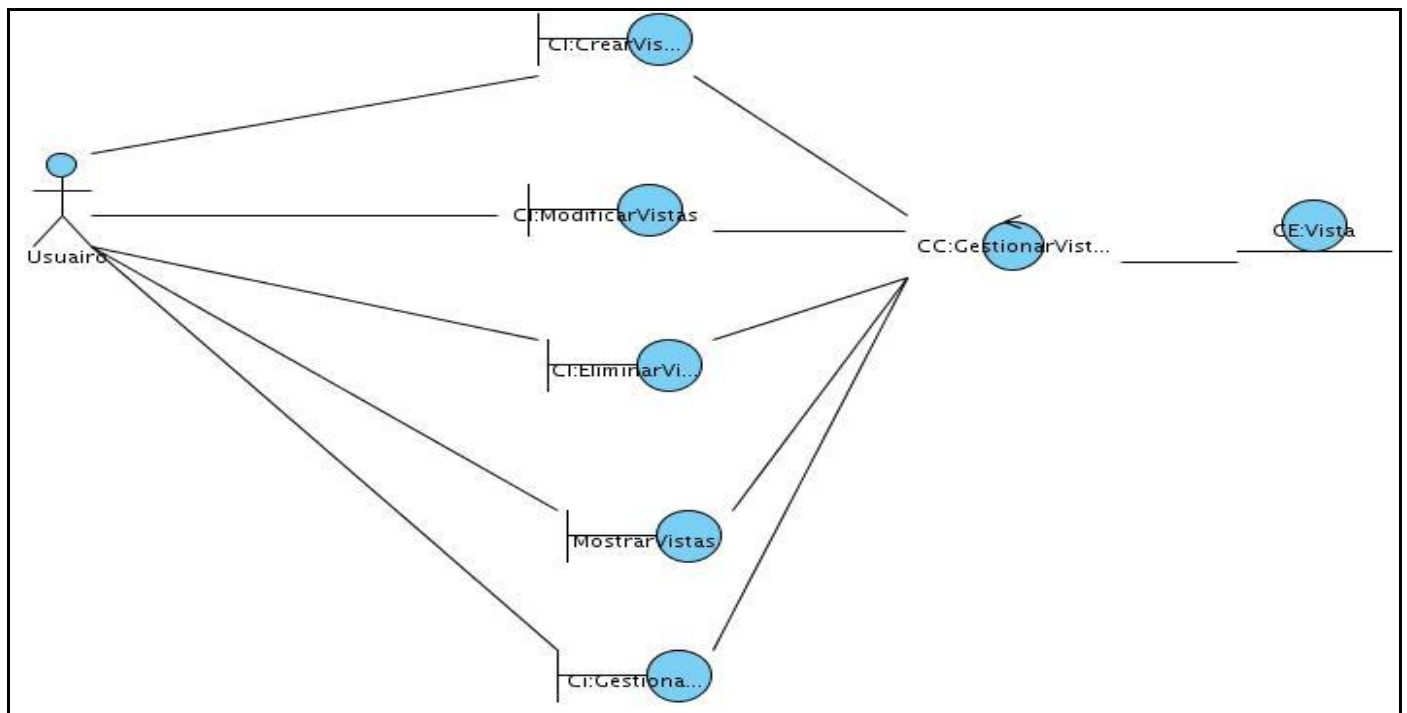 CI:CrearVis...
CI:ModificarVistas
Usuairo
CC:GestionarVist...
CE:Vista
CI:EliminarVi...
MostrarVistas
Ci:Gestiona...